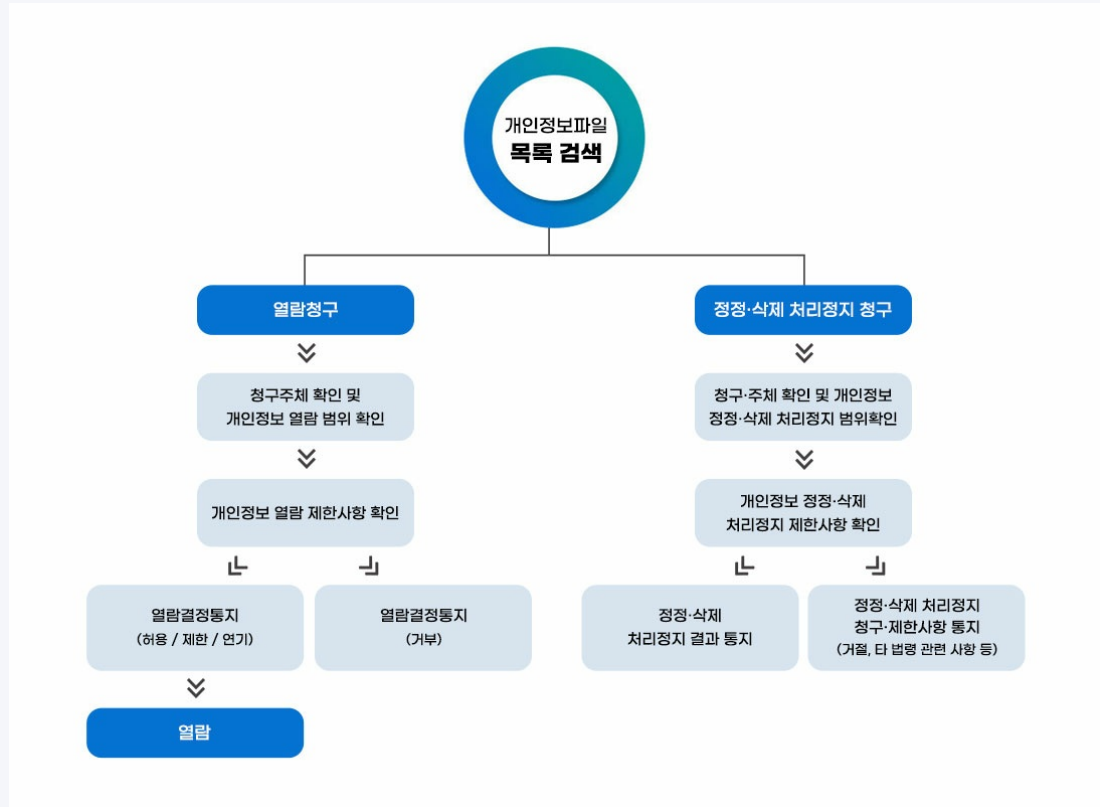 개인정보파일
목록 검색
열람청구
청구주체 확인 및
개인정보 열람 범위 확인
개인정보 열람 제한사항 확인
열람결정통지
(허용 / 제한 / 연기)
열람결정통지
(거부)
열람
정정·삭제 처리정지 청구
청구·주체 확인 및 개인정보
정정·삭제 처리정지 범위확인
개인정보 정정·삭제
처리정지 제한사항 확인
정정·삭제
처리정지 결과 통지
정정·삭제 처리정지
청구·제한사항 통지
(거절, 타 법령 관련 사항 등)